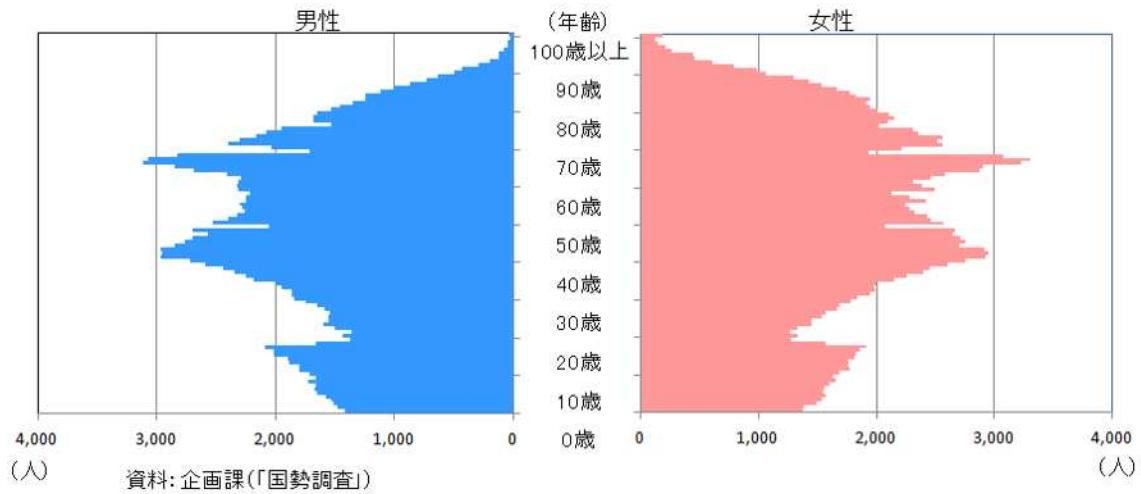 男性 (年齢) 女性
100歳以上
90歳
80歳
70歳
60歳
50歳
40歳
30歳
20歳
10歳
0歳
4,000 3,000 2,000 1,000 0
0 1,000 2,000 3,000 4,000
(人) (人)
資料: 企画課(「国勢調査」)